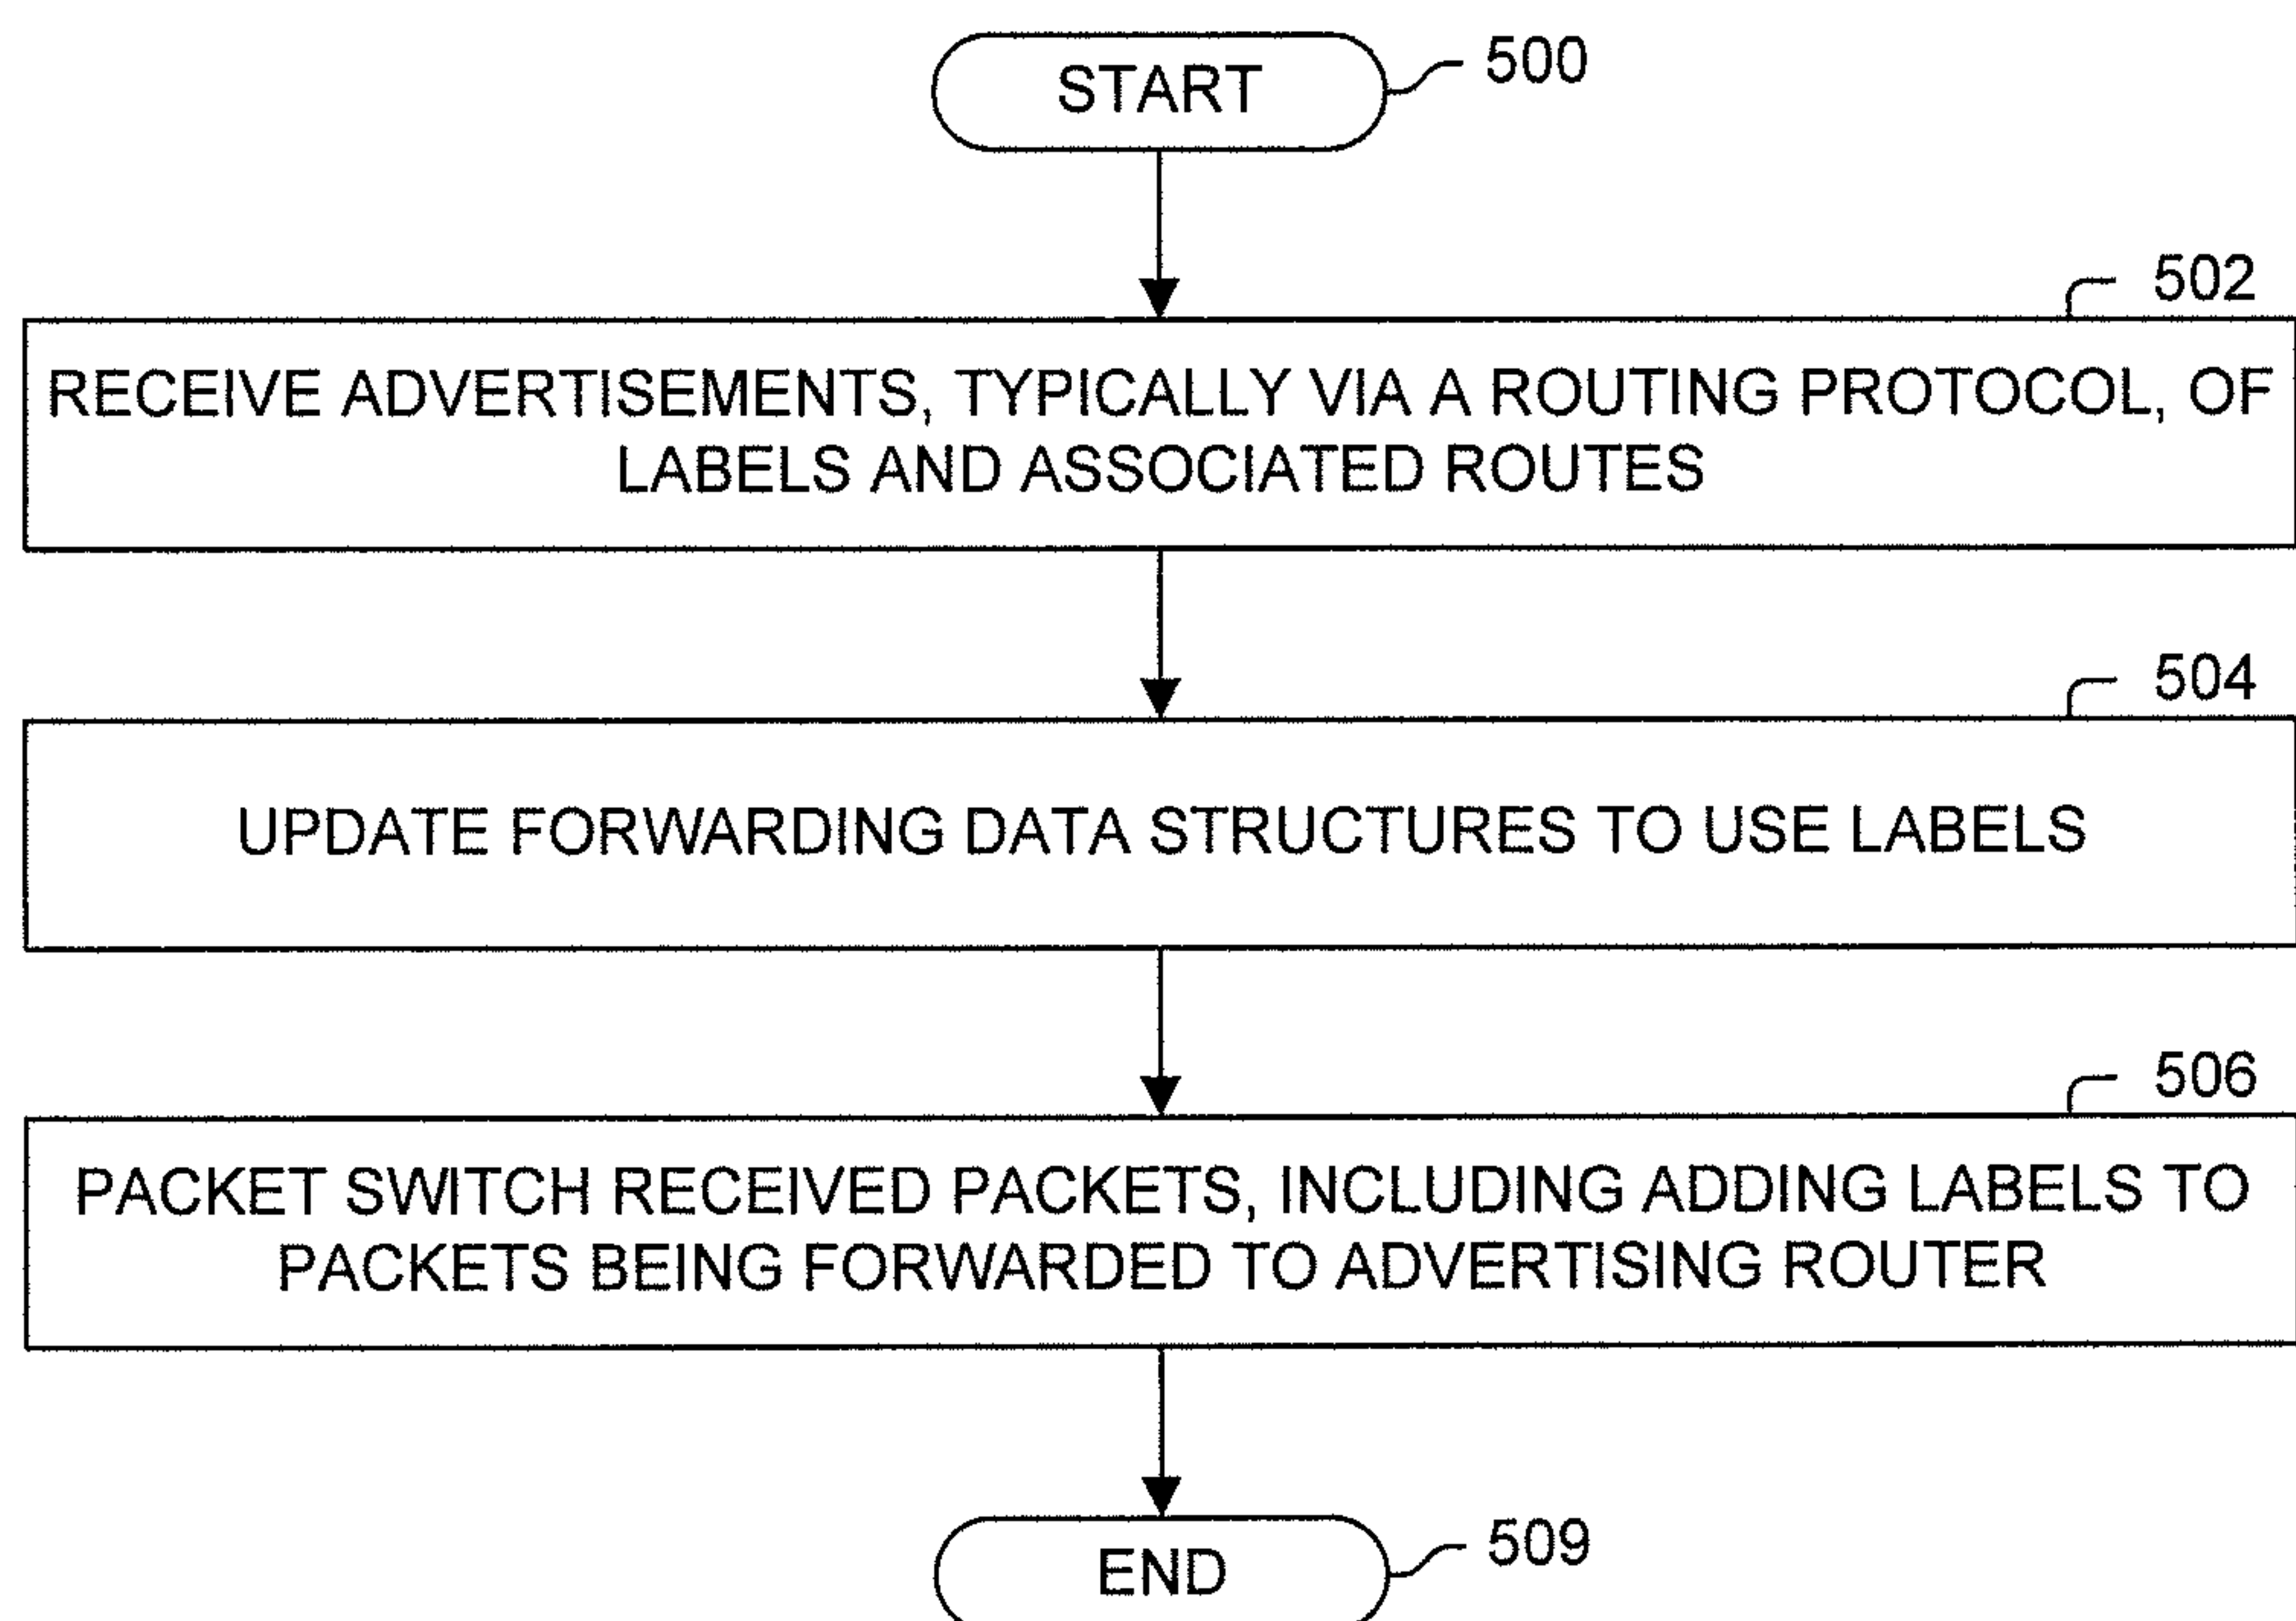 START
500
502
RECEIVE ADVERTISEMENTS, TYPICALLY VIA A ROUTING PROTOCOL, OF
LABELS AND ASSOCIATED ROUTES
504
UPDATE FORWARDING DATA STRUCTURES TO USE LABELS
506
PACKET SWITCH RECEIVED PACKETS, INCLUDING ADDING LABELS TO
PACKETS BEING FORWARDED TO ADVERTISING ROUTER
END
509